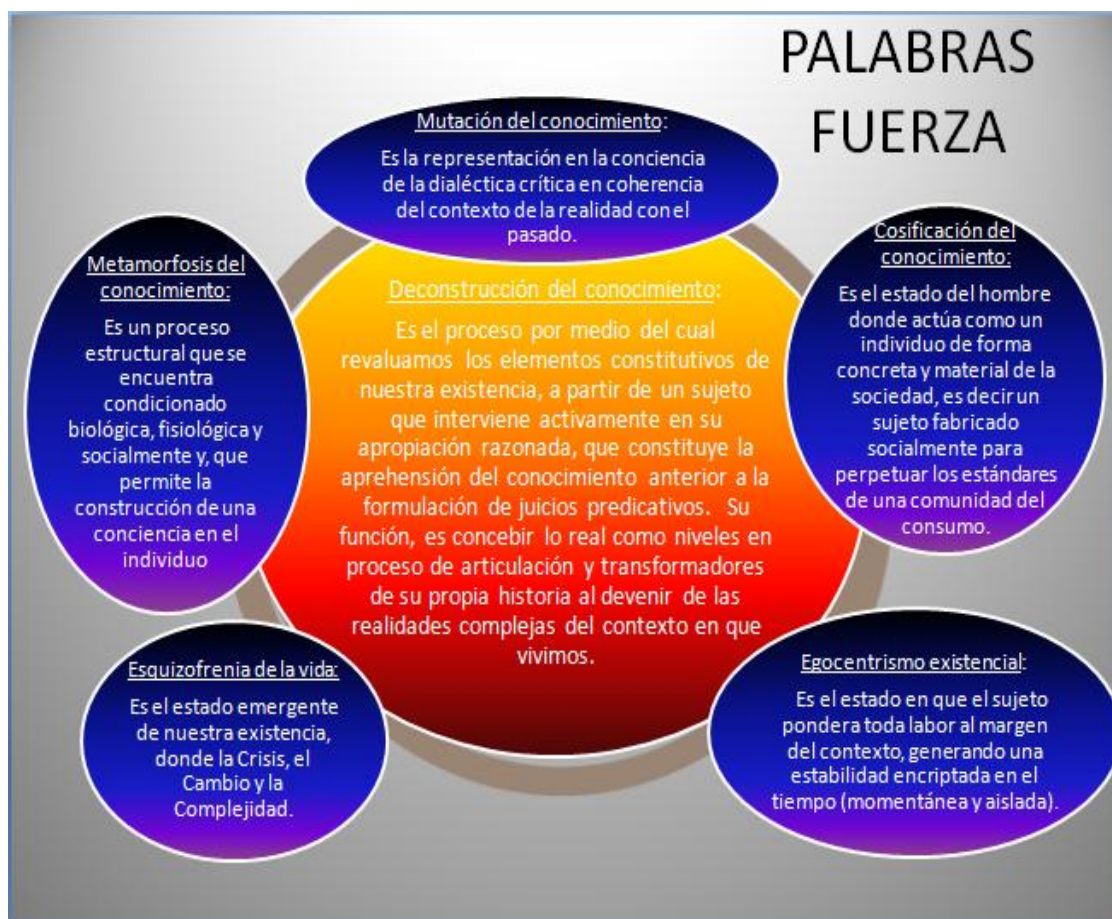 PALABRAS
FUERZA
Mutación del conocimiento:
Es la representación en la conciencia
de la dialéctica crítica en coherencia
del contexto de la realidad con el
pasado.
Metamorfosis del
conocimiento:
Es un proceso
estructural que se
encuentra
condicionado
biológica, fisiológica y
socialmente y, que
permite la
construcción de una
conciencia en el
individuo
Deconstrucción del conocimiento:
Es el proceso por medio del cual
revaluamos los elementos constitutivos de
nuestra existencia, a partir de un sujeto
que interviene activamente en su
apropiación razonada, que constituye la
aprehensión del conocimiento anterior a la
formulación de juicios predicativos. Su
función, es concebir lo real como niveles en
proceso de articulación y transformadores
de su propia historia al devenir de las
realidades complejas del contexto en que
vivimos.
Cosificación del
conocimiento:
Es el estado del hombre
donde actúa como un
individuo de forma
concreta y material de la
sociedad, es decir un
sujeto fabricado
socialmente para
perpetuar los estándares
de una comunidad del
consumo.
Esquizofrenia de la vida:
Es el estado emergente
de nuestra existencia,
donde la Crisis, el
Cambio y la
Complejidad.
Egocentrismo existencial:
Es el estado en que el sujeto
pondera toda labor al margen
del contexto, generando una
estabilidad encriptada en el
tiempo (momentánea y aislada).